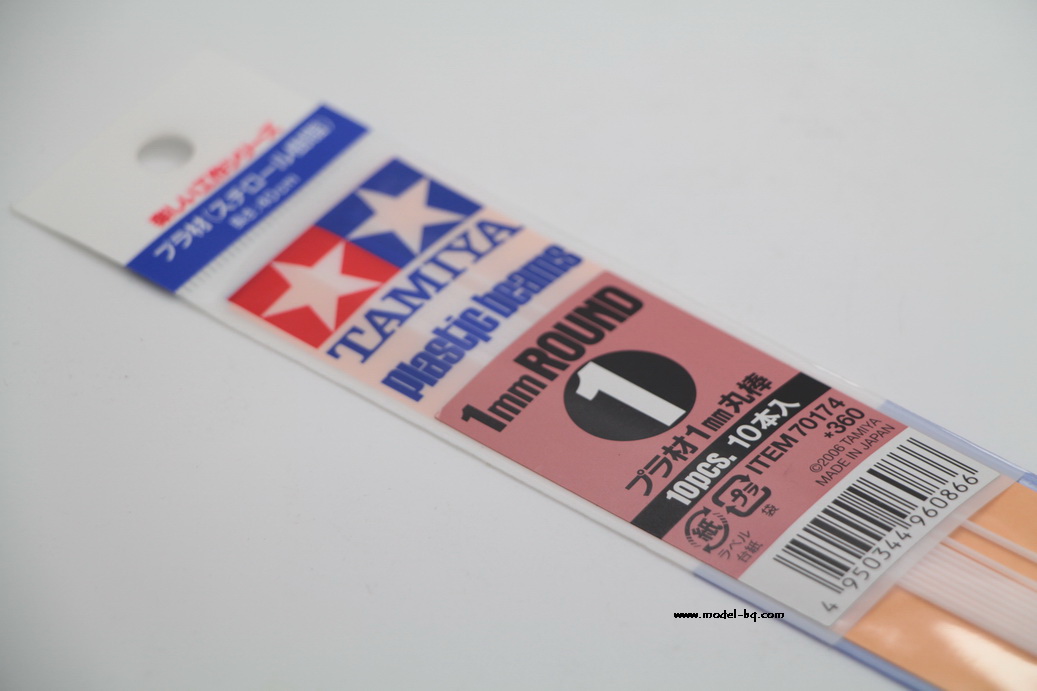 楽しい工作シリーズ
プラ材(スチロール樹脂)
長さ:40cm
TAMIYA
plastic beams
1mm ROUND
1
プラ材1mm丸棒
10pcs. 10本入
ITEM 70174
*360
©2006 TAMIYA
MADE IN JAPAN
紙 プラ
ラベル 袋
台紙
4 950344 960866
www.model-bq.com